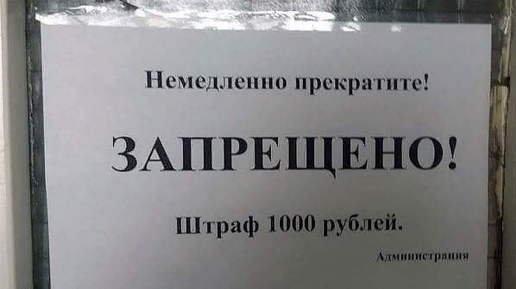 Немедленно прекратите!
ЗАПРЕЩЕНО!
Штраф 1000 рублей.
Администрация